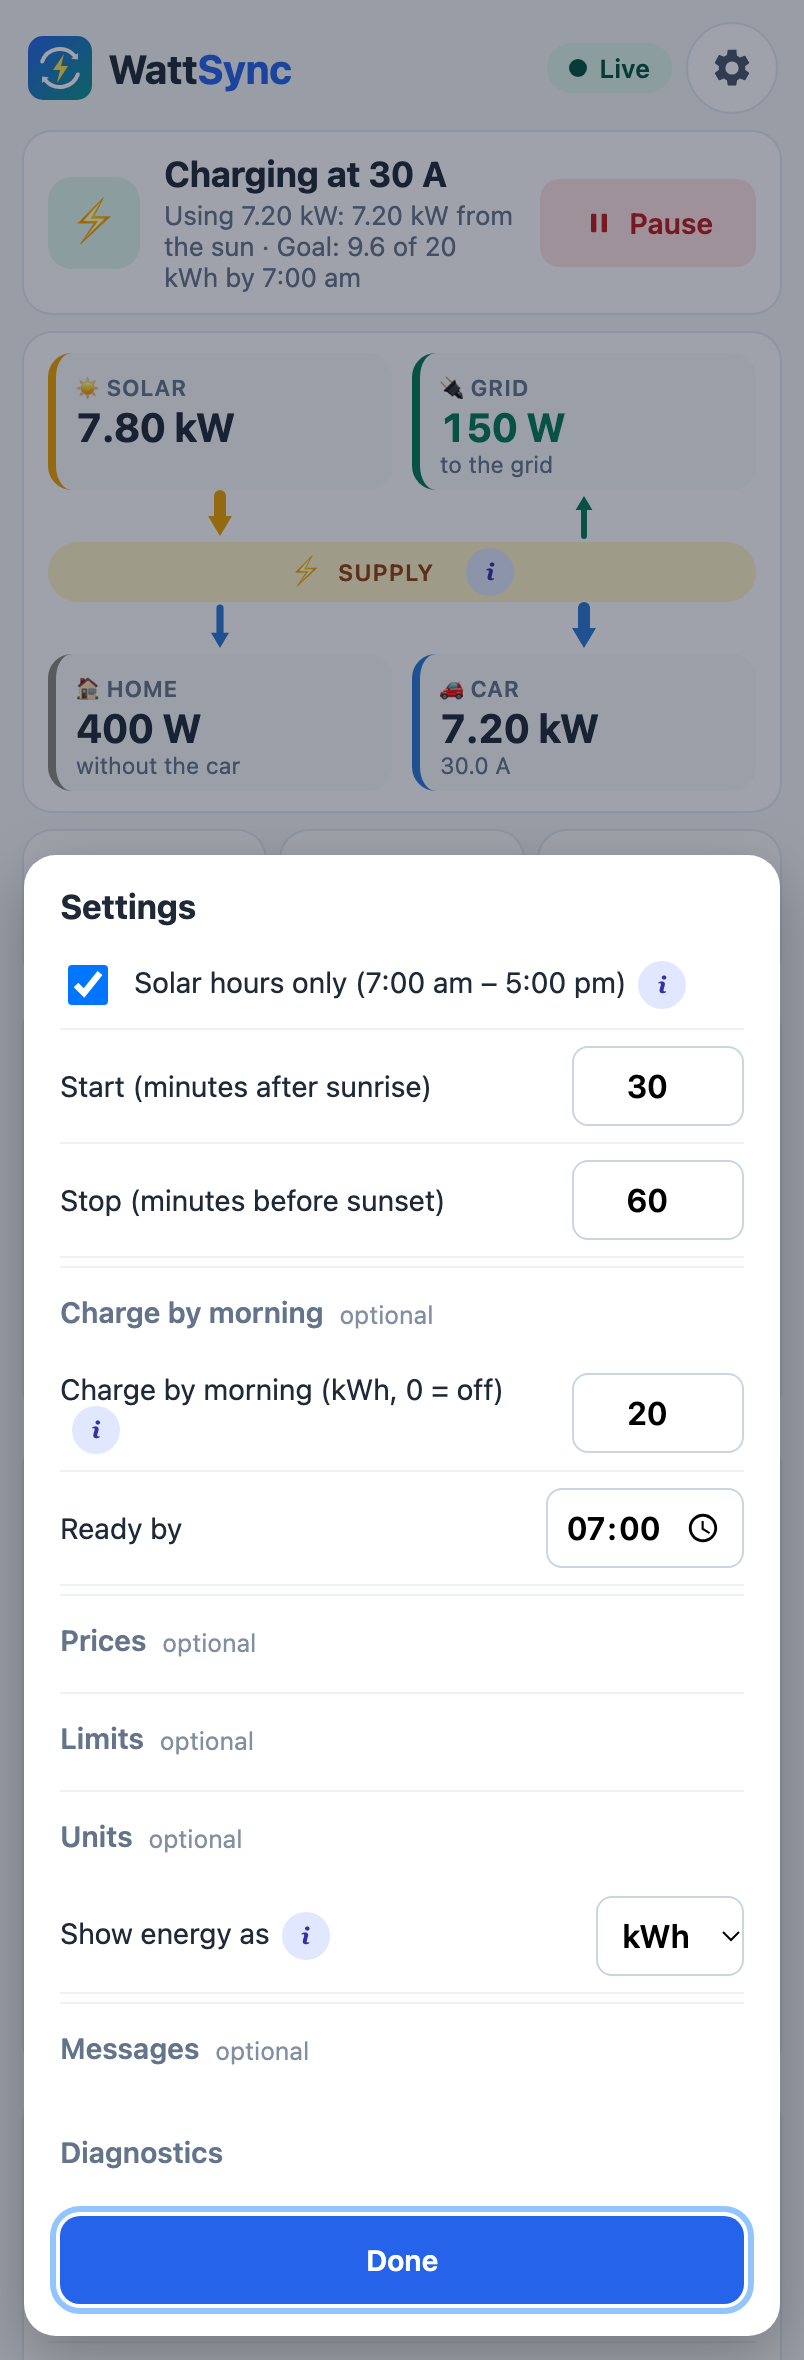 WattSync
Live
Charging at 30 A
Using 7.20 kW: 7.20 kW from
the sun · Goal: 9.6 of 20
kWh by 7:00 am
Pause
SOLAR
7.80 kW
GRID
150 W
to the grid
SUPPLY
i
HOME
400 W
without the car
CAR
7.20 kW
30.0 A
Settings
Solar hours only (7:00 am – 5:00 pm) i
Start (minutes after sunrise) 30
Stop (minutes before sunset) 60
Charge by morning optional
Charge by morning (kWh, 0 = off)
i
20
Ready by 07:00
Prices optional
Limits optional
Units optional
Show energy as i kWh
Messages optional
Diagnostics
Done